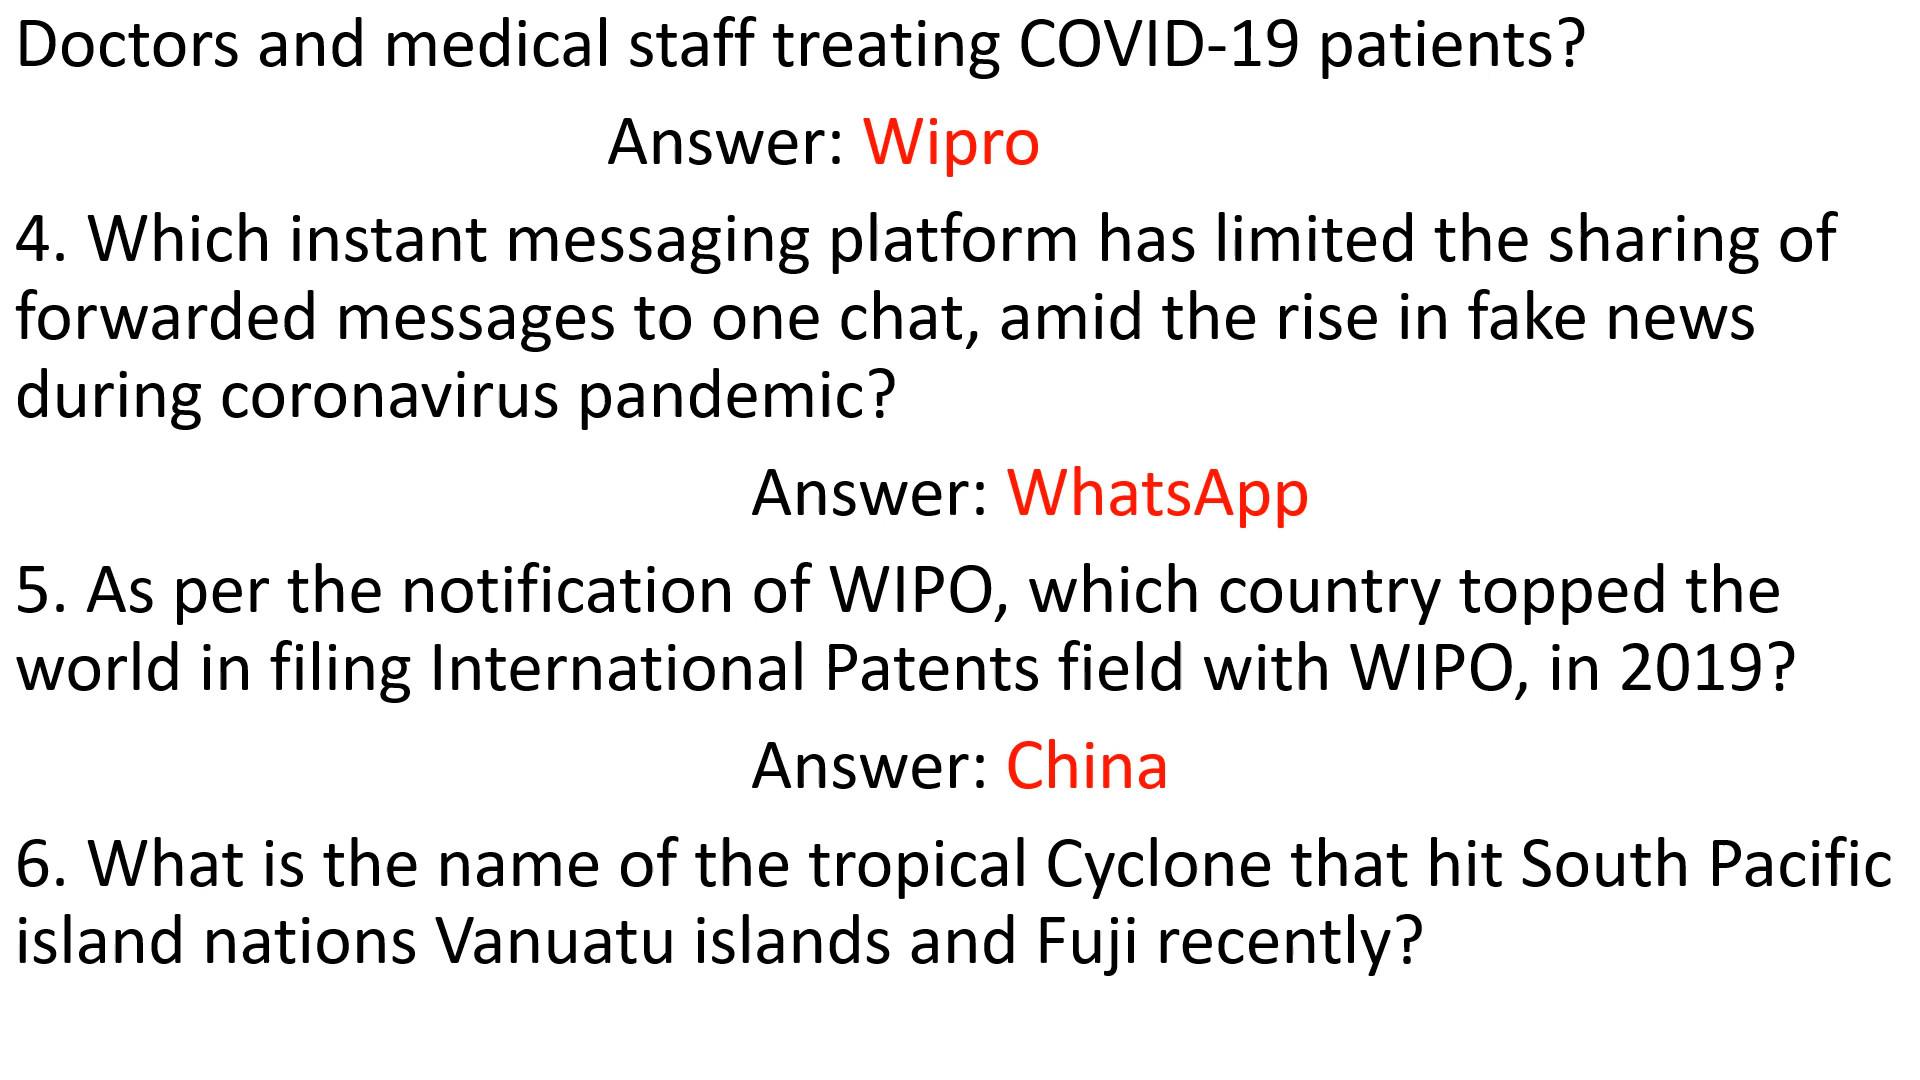 Doctors and medical staff treating COVID-19 patients?
Answer: Wipro
4. Which instant messaging platform has limited the sharing of
forwarded messages to one chat, amid the rise in fake news
during coronavirus pandemic?
Answer: WhatsApp
5. As per the notification of WIPO, which country topped the
world in filing International Patents field with WIPO, in 2019?
Answer: China
6. What is the name of the tropical Cyclone that hit South Pacific
island nations Vanuatu islands and Fuji recently?